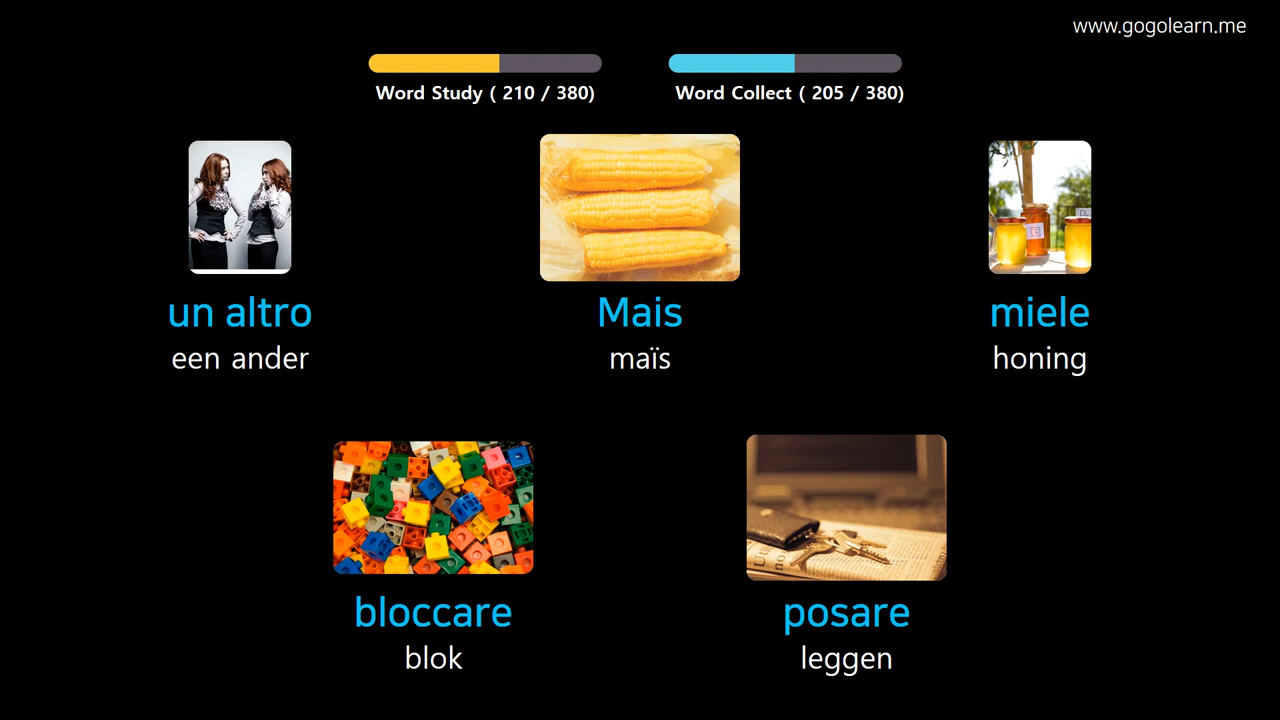 www.gogolearn.me
Word Study ( 210 / 380)
Word Collect ( 205 / 380)
un altro
een ander
Mais
maïs
miele
honing
bloccare
blok
posare
leggen